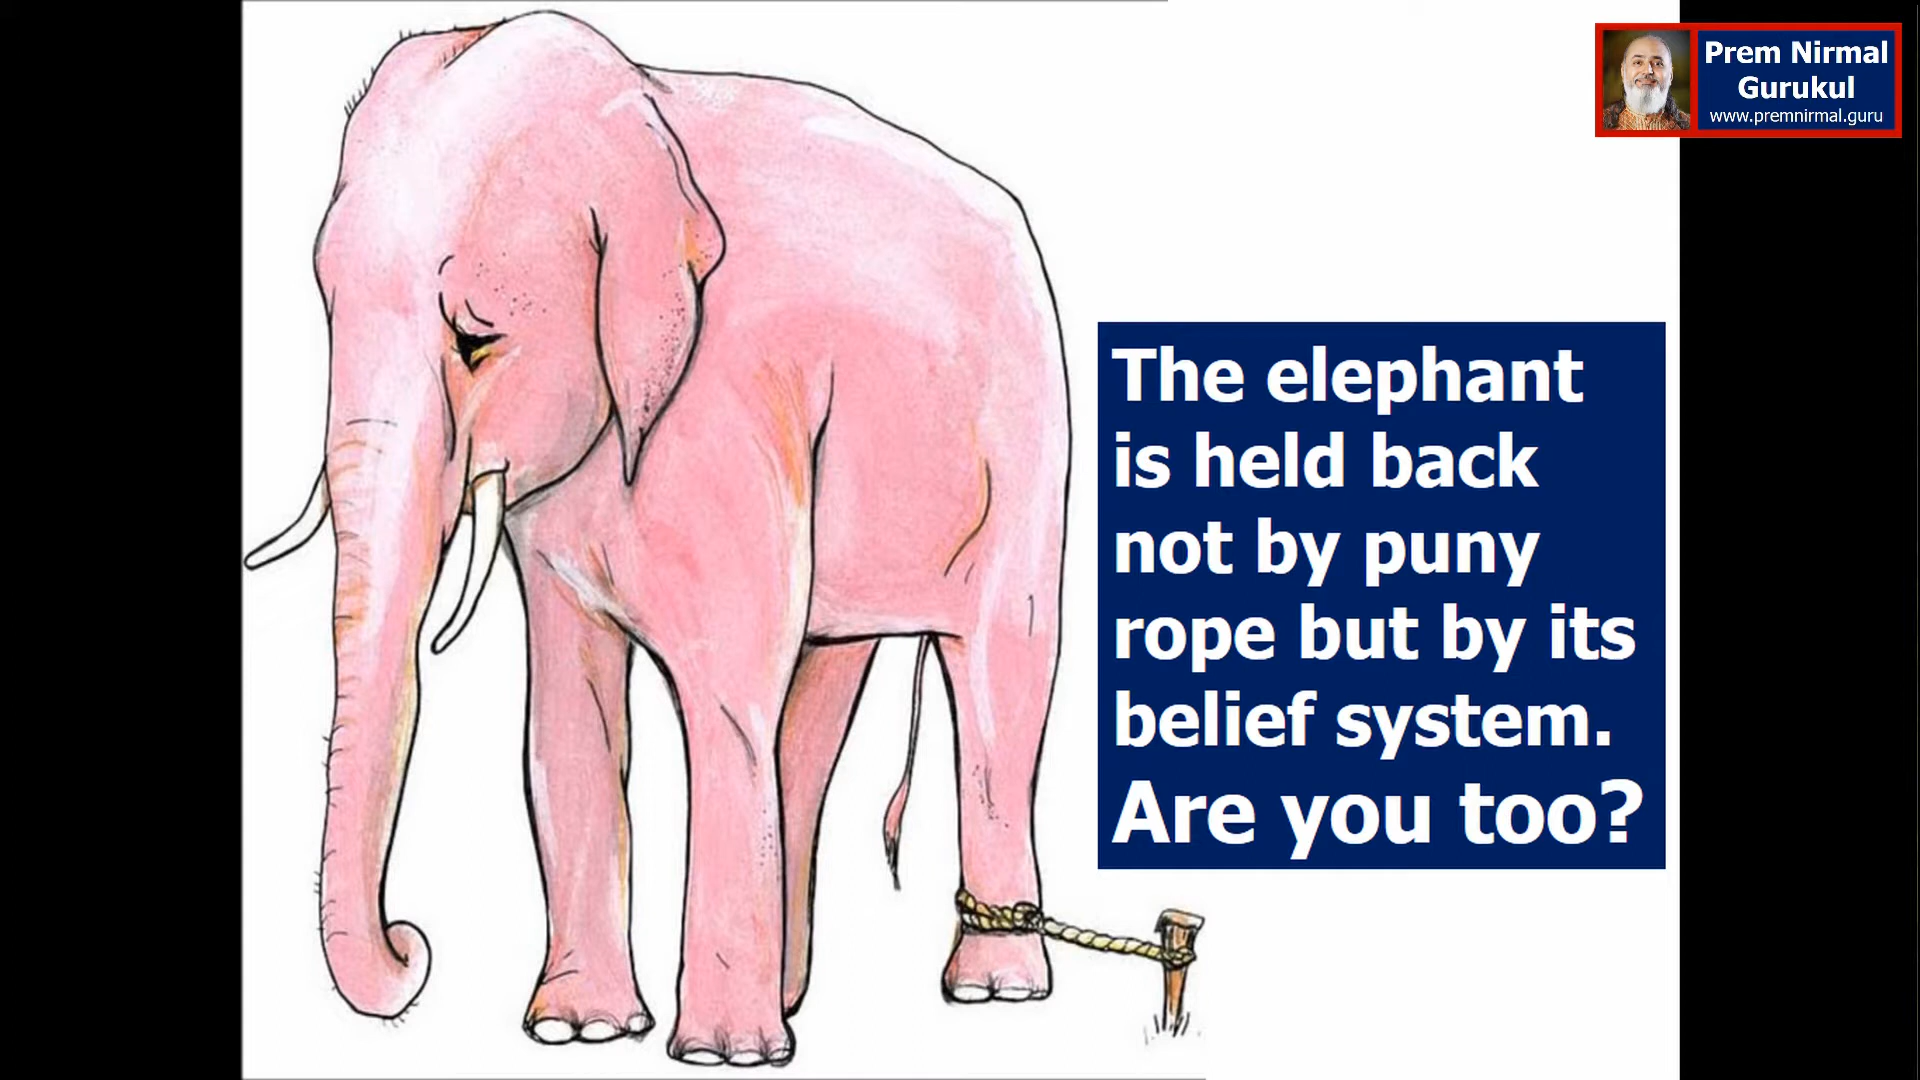 Prem Nirmal
Gurukul
www.premnirmal.guru
The elephant
is held back
not by puny
rope but by its
belief system.
Are you too?